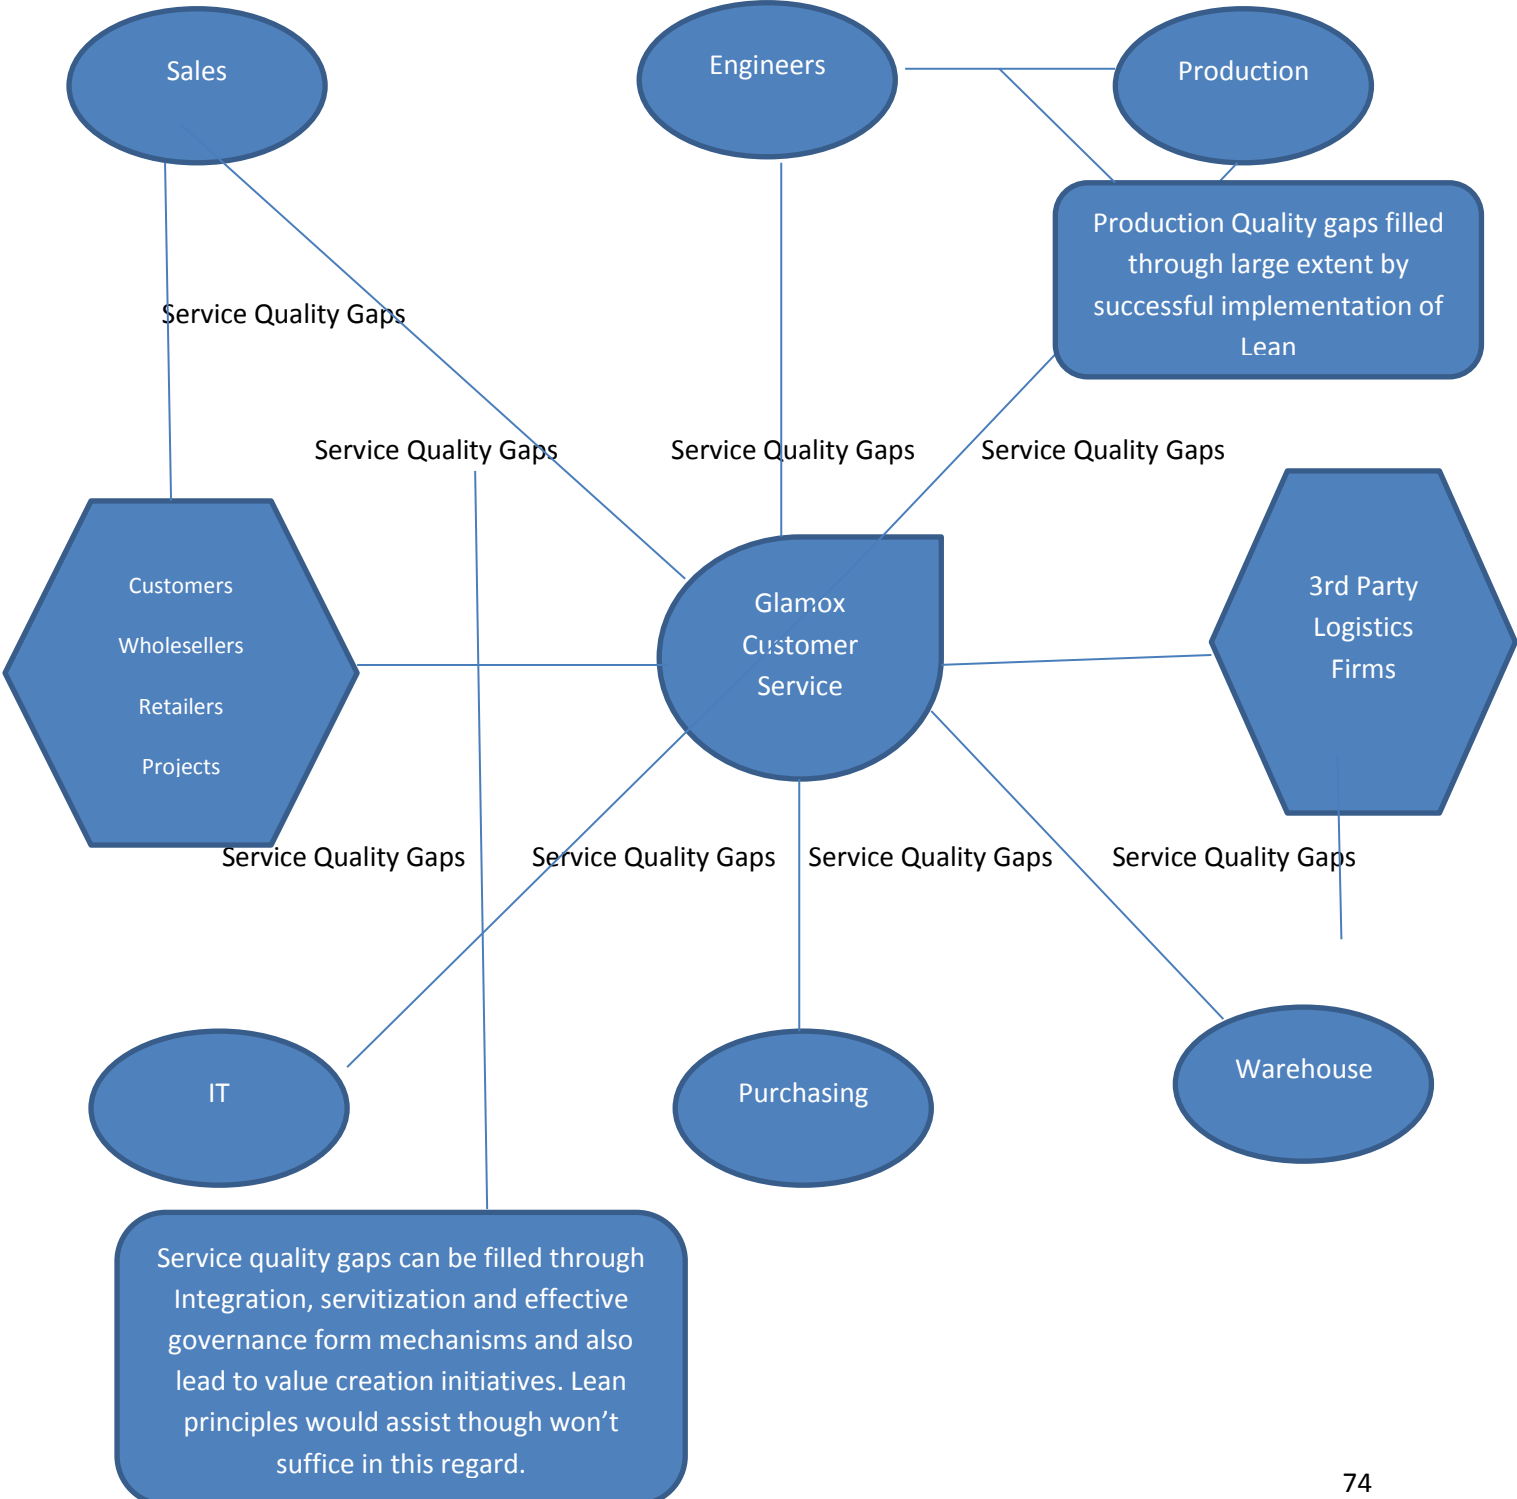 Sales
Engineers
Production
Production Quality gaps filled
through large extent by
successful implementation of
Lean
Service Quality Gaps
Service Quality Gaps
Service Quality Gaps
Service Quality Gaps
Customers
Wholesellers
Retailers
Projects
Glamox
Customer
Service
3rd Party
Logistics
Firms
Service Quality Gaps
Service Quality Gaps
Service Quality Gaps
Service Quality Gaps
IT
Purchasing
Warehouse
Service quality gaps can be filled through
Integration, servitization and effective
governance form mechanisms and also
lead to value creation initiatives. Lean
principles would assist though won’t
suffice in this regard.
74